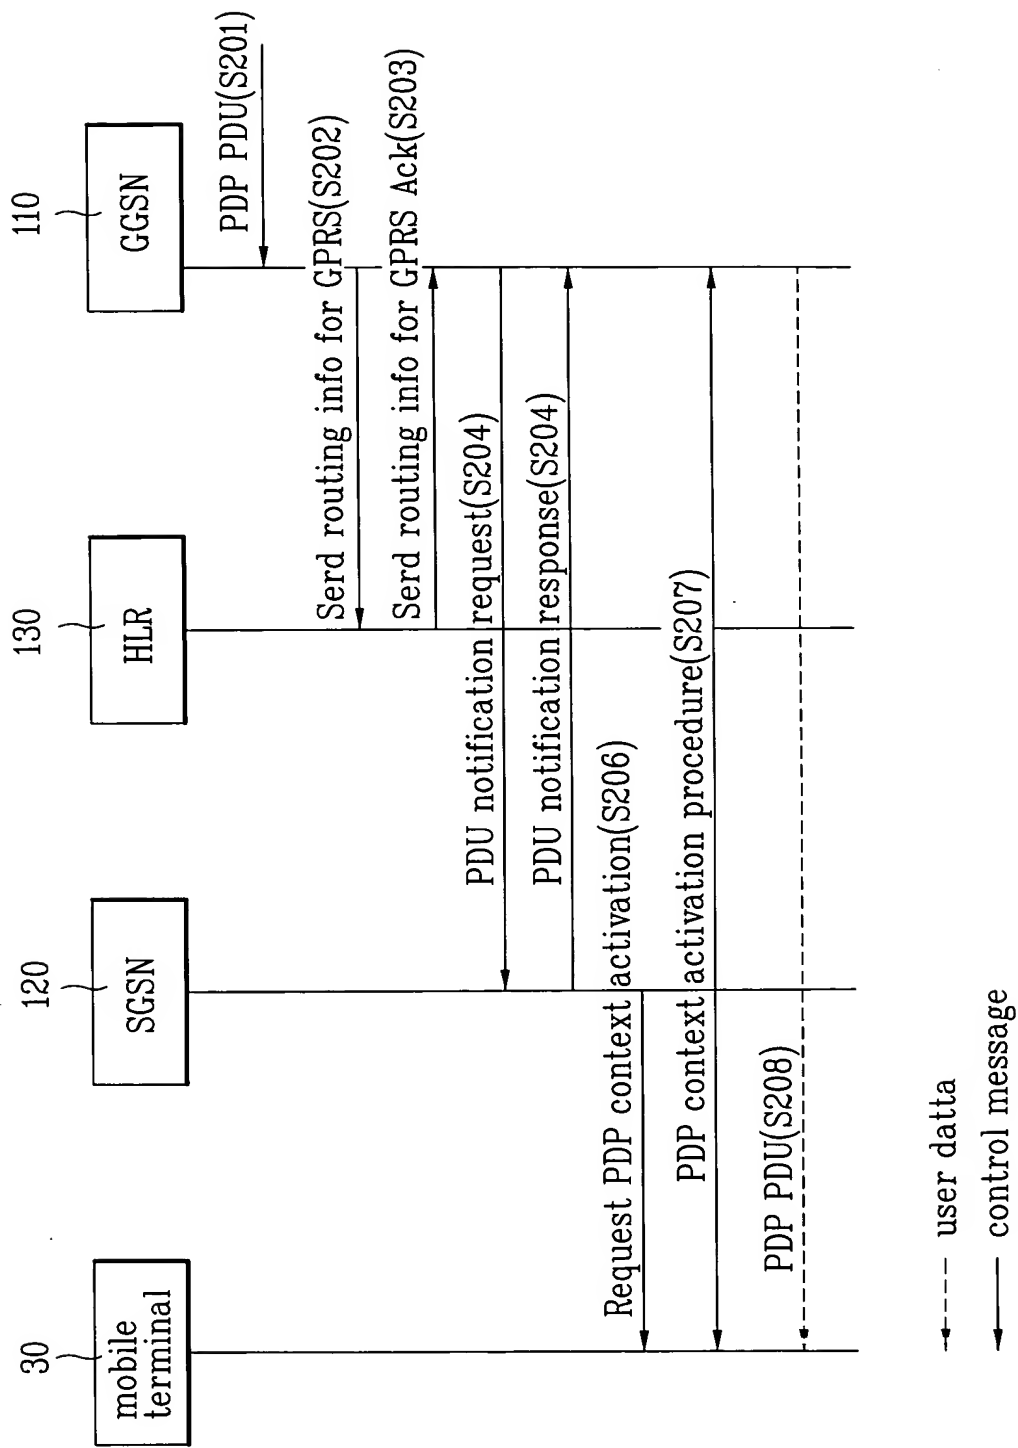 30
120
130
110
mobile
terminal
SGSN
HLR
GGSN
PDP PDU(S201)
Serd routing info for GPRS(S202)
Serd routing info for GPRS Ack(S203)
PDU notification request(S204)
PDU notification response(S204)
Request PDP context activation(S206)
PDP context activation procedure(S207)
PDP PDU(S208)
user datta
control message